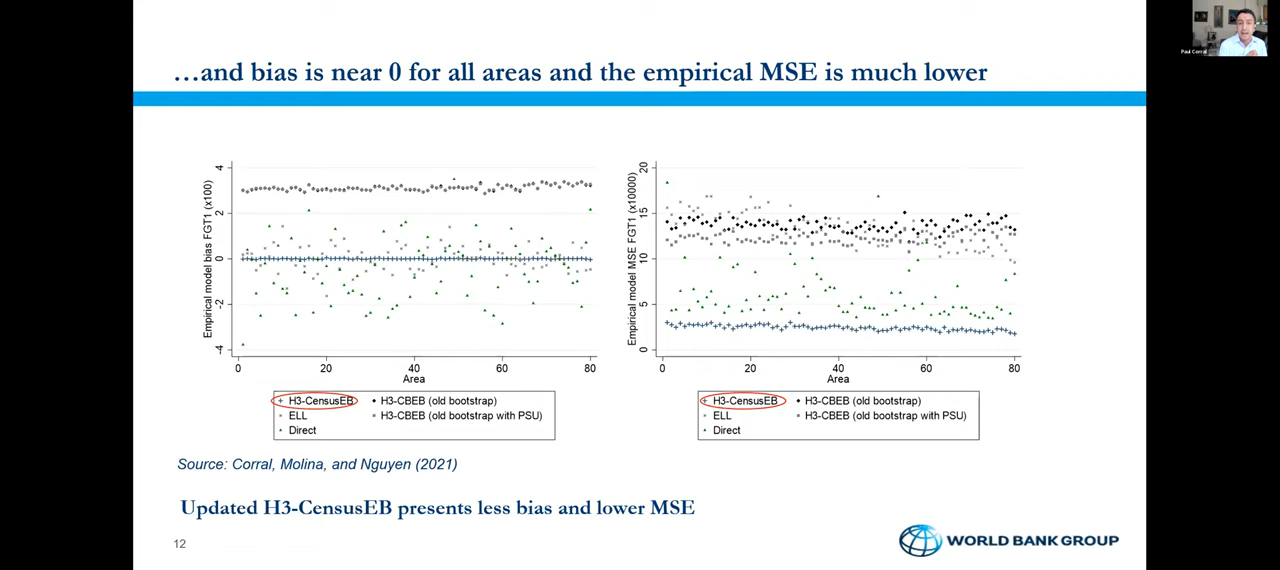 Paul Corral
…and bias is near 0 for all areas and the empirical MSE is much lower
Empirical model bias FGT1 (x100)
4
2
0
-2
-4
0
20
40
60
80
Area
H3-CensusEB
H3-CBEB (old bootstrap)
ELL
H3-CBEB (old bootstrap with PSU)
Direct
Empirical model MSE FGT1 (x10000)
20
15
10
5
0
0
20
40
60
80
Area
H3-CensusEB
H3-CBEB (old bootstrap)
ELL
H3-CBEB (old bootstrap with PSU)
Direct
Source: Corral, Molina, and Nguyen (2021)
Updated H3-CensusEB presents less bias and lower MSE
12
WORLD BANK GROUP